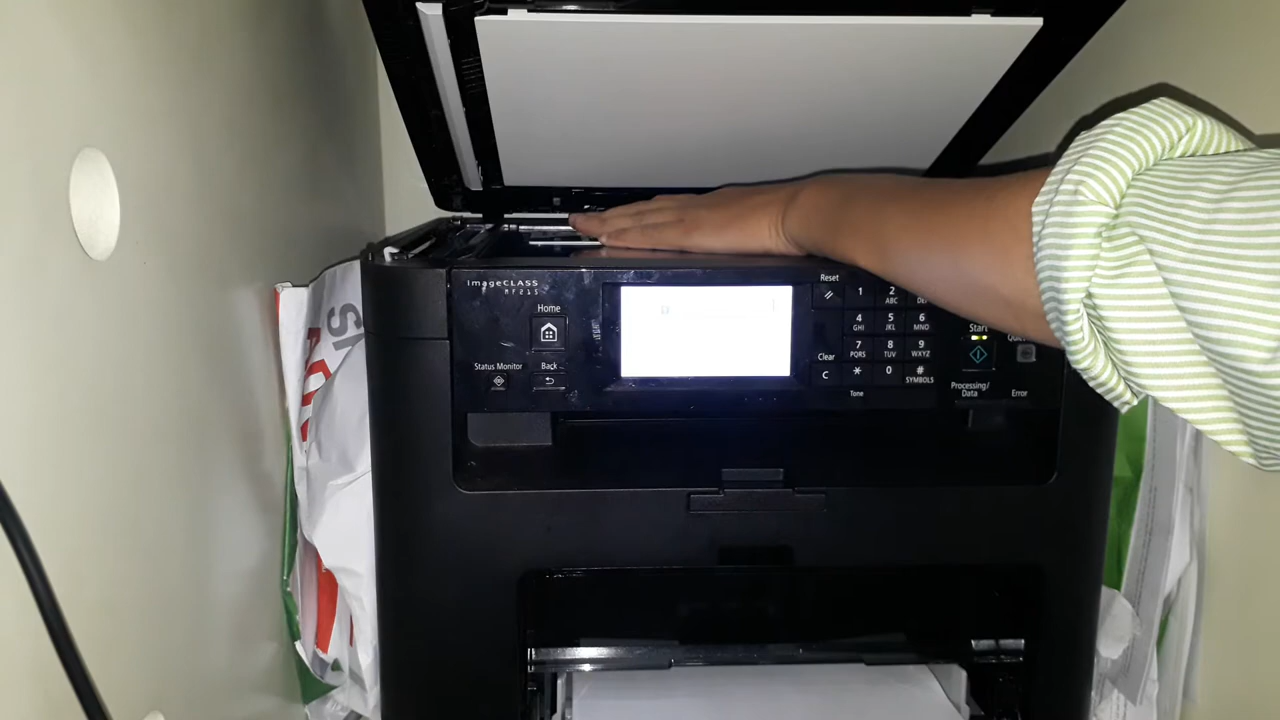 imageCLASS
MF215
Home
Status Monitor
Back
Reset
1
2
ABC
4
GHI
5
JKL
6
MNO
7
PQRS
8
TUV
9
WXYZ
Clear
C
*
0
#
SYMBOLS
Tone
Start
Processing/
Data
Error